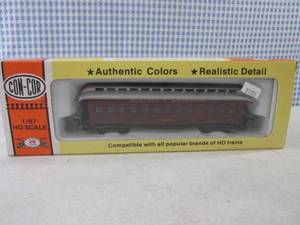 CON-COR
1/87
HO SCALE
★Authentic Colors ★Realistic Detail
Compatible with all popular brands of HO trains